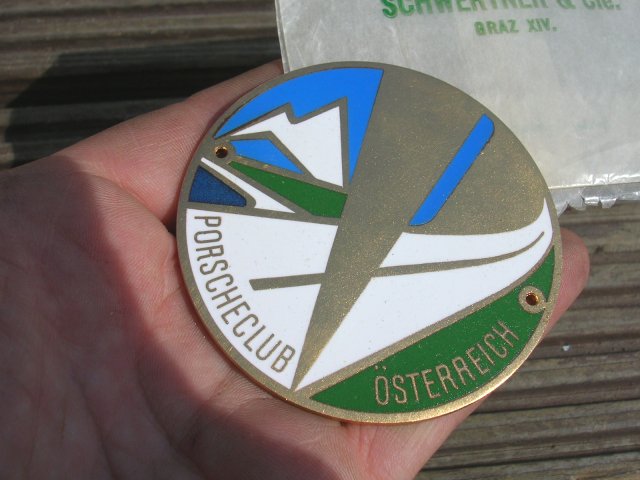 SCHWERTNER & Cie.
GRAZ XIV.
PORSCHECLUB
ÖSTERREICH